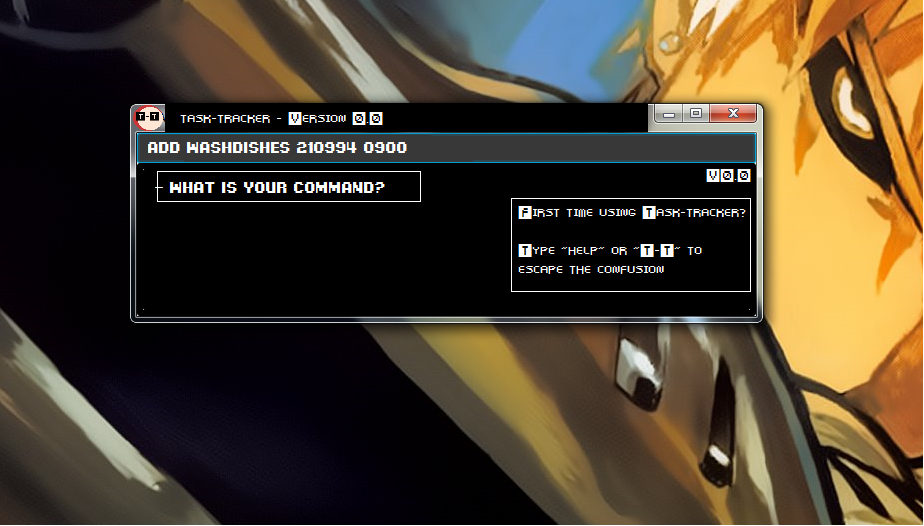 T-T
TASK-TRACKER - VERSION 0.0
ADD WASHDISHES 210994 0900
V0.0
WHAT IS YOUR COMMAND?
FIRST TIME USING TASK-TRACKER?
TYPE "HELP" OR "T-T" TO
ESCAPE THE CONFUSION